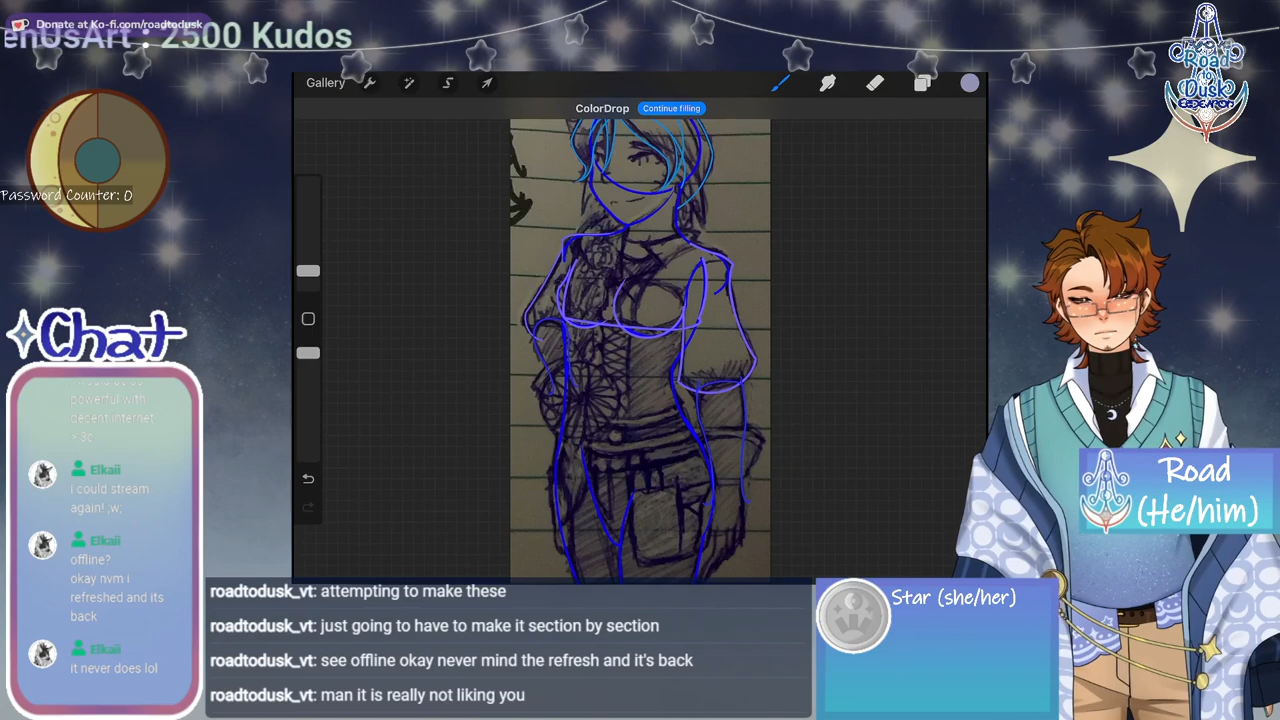 Donate at Ko-fi.com/roadtodusk
enUsArt : 2500 Kudos
Road
to
Dusk
Gallery
ColorDrop
Continue filling
Password Counter: 0
Chat
powerful with
decent internet
> 3c
Elkaii
i could stream
again! ;w;
Elkaii
offline?
okay nvm i
refreshed and its
back
Elkaii
it never does lol
roadtodusk_vt: attempting to make these
roadtodusk_vt: just going to have to make it section by section
roadtodusk_vt: see offline okay never mind the refresh and it's back
roadtodusk_vt: man it is really not liking you
Star (she/her)
Road
(He/him)